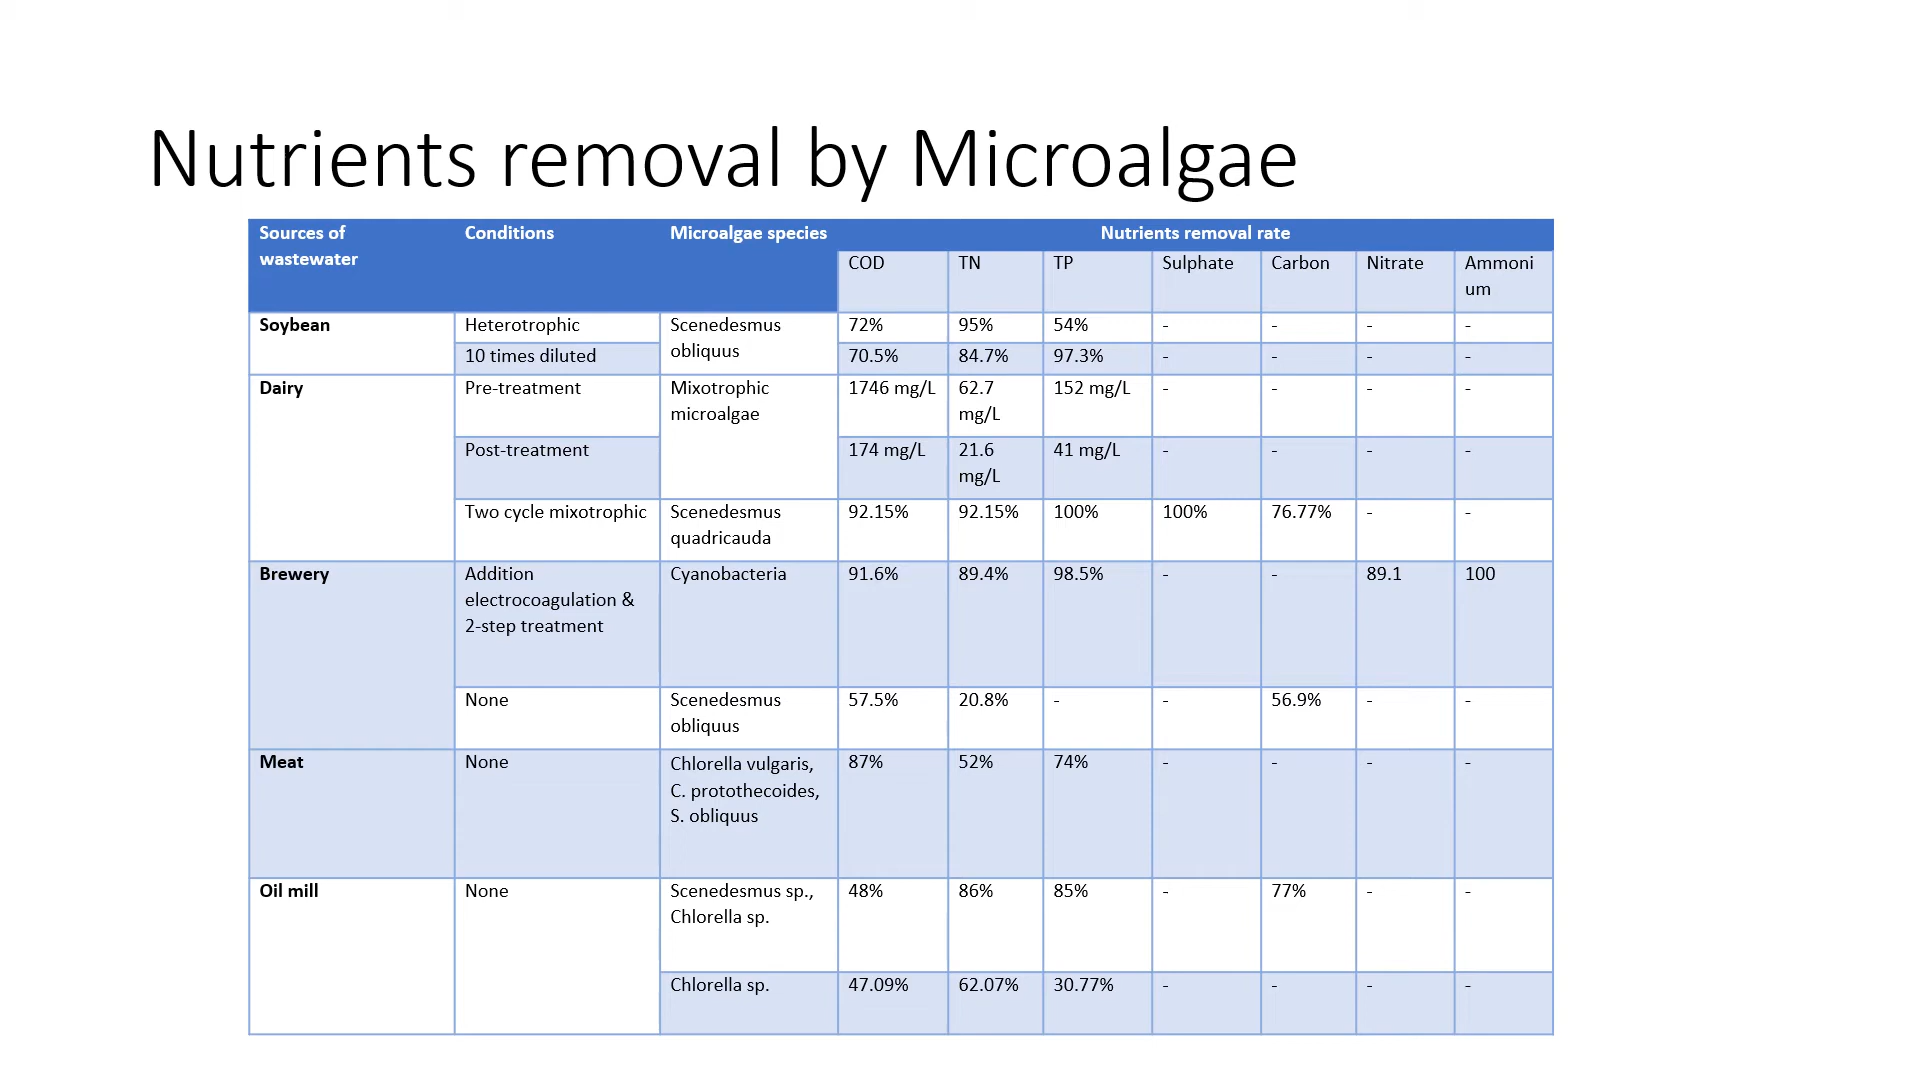 Nutrients removal by Microalgae
Sources of wastewater Conditions Microalgae species Nutrients removal rate
COD TN TP Sulphate Carbon Nitrate Ammoni um
Soybean Heterotrophic Scenedesmus obliquus 72% 95% 54% - - - -
10 times diluted 70.5% 84.7% 97.3% - - - -
Dairy Pre-treatment Mixotrophic microalgae 1746 mg/L 62.7 mg/L 152 mg/L - - - -
Post-treatment 174 mg/L 21.6 mg/L 41 mg/L - - - -
Two cycle mixotrophic Scenedesmus quadricauda 92.15% 92.15% 100% 100% 76.77% - -
Brewery Addition electrocoagulation & 2-step treatment Cyanobacteria 91.6% 89.4% 98.5% - - 89.1 100
None Scenedesmus obliquus 57.5% 20.8% - - 56.9% - -
Meat None Chlorella vulgaris, C. protothecoides, S. obliquus 87% 52% 74% - - - -
Oil mill None Scenedesmus sp., Chlorella sp. 48% 86% 85% - 77% - -
Chlorella sp. 47.09% 62.07% 30.77% - - - -